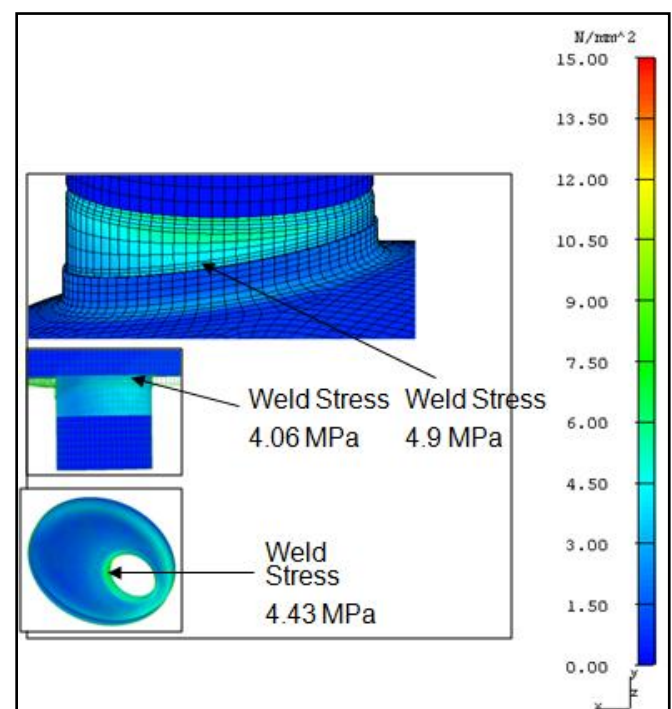 N/mm^2
15.00
13.50
12.00
10.50
9.00
7.50
6.00
4.50
3.00
1.50
0.00
Weld Stress
4.06 MPa
Weld Stress
4.9 MPa
Weld
Stress
4.43 MPa
y
z
x